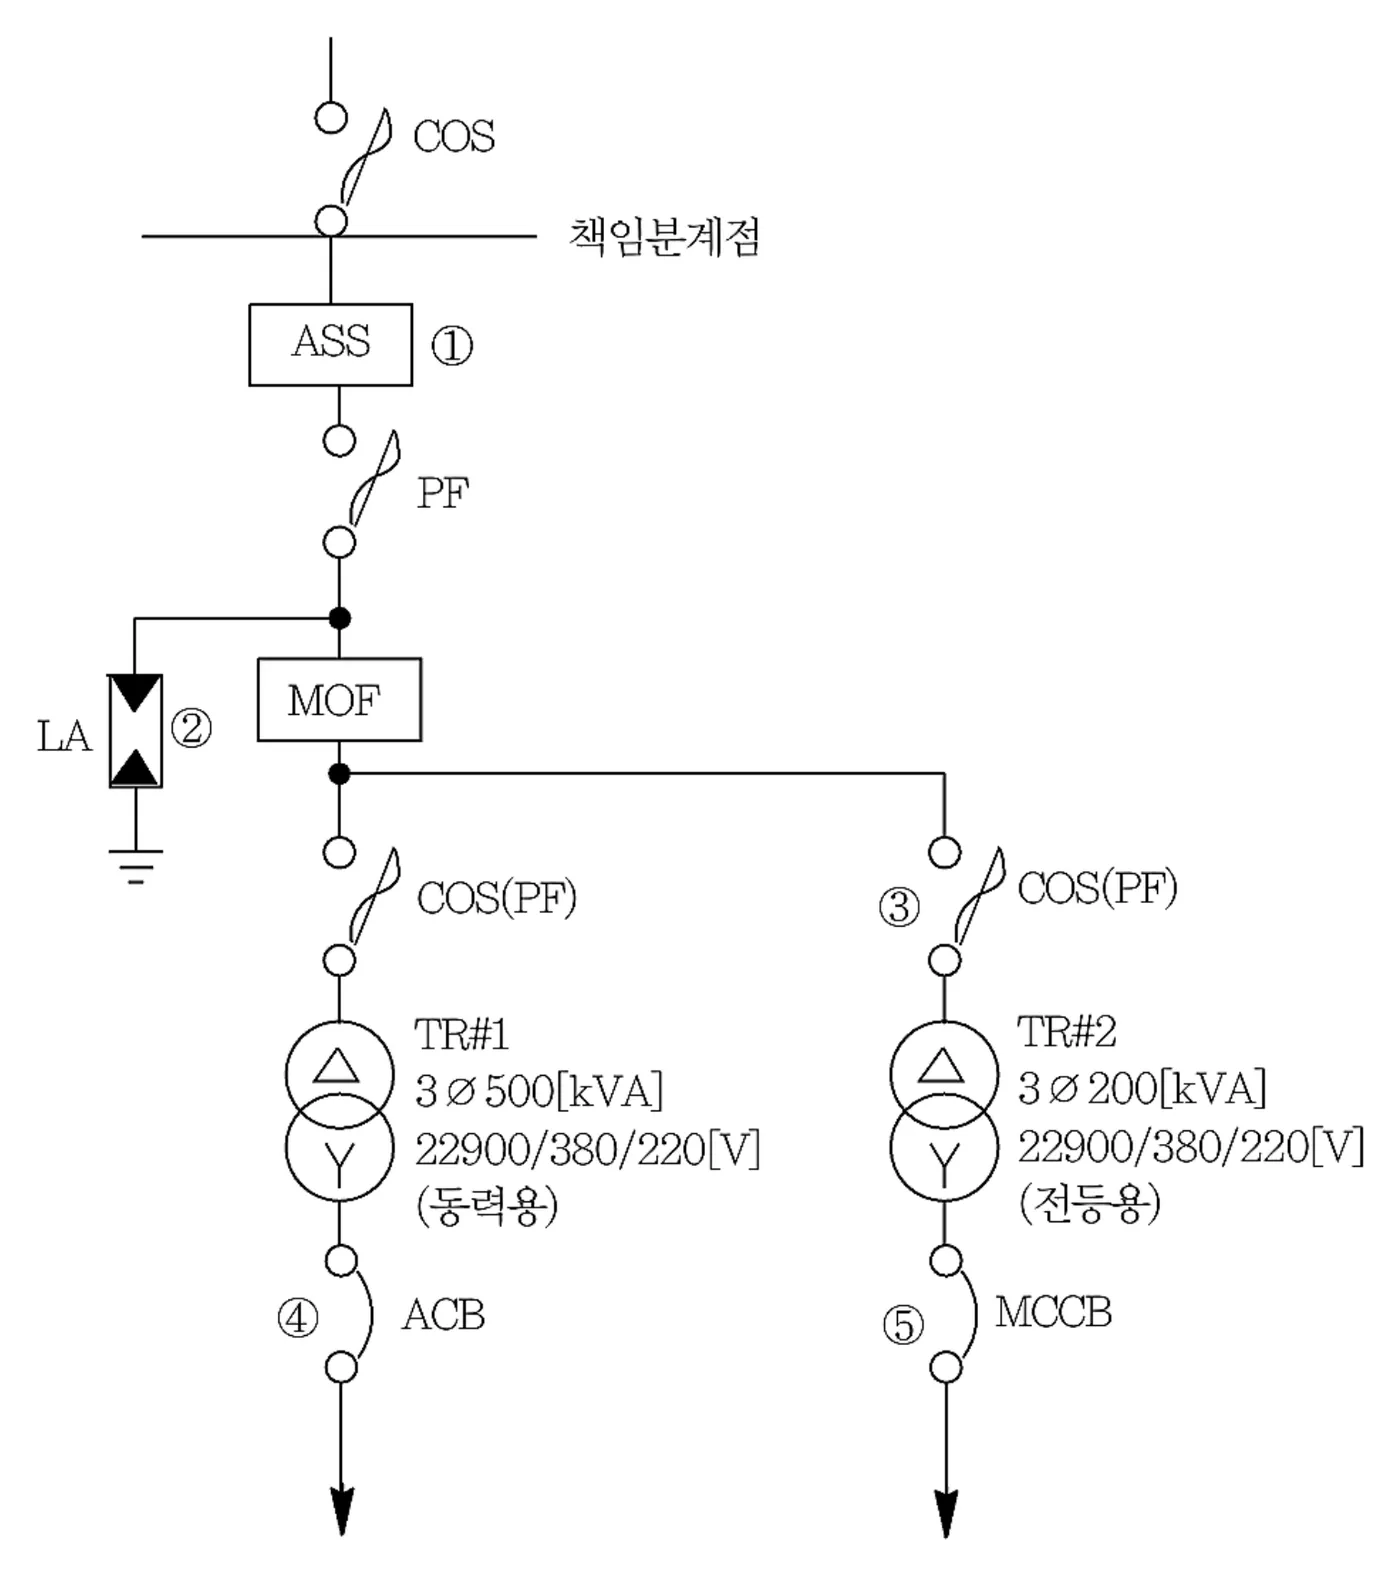 COS
책임분계점
ASS ①
PF
LA ② MOF
COS(PF)
③ COS(PF)
TR#1
3∅500[kVA]
22900/380/220[V]
(동력용)
TR#2
3∅200[kVA]
22900/380/220[V]
(전등용)
④ ACB
⑤ MCCB